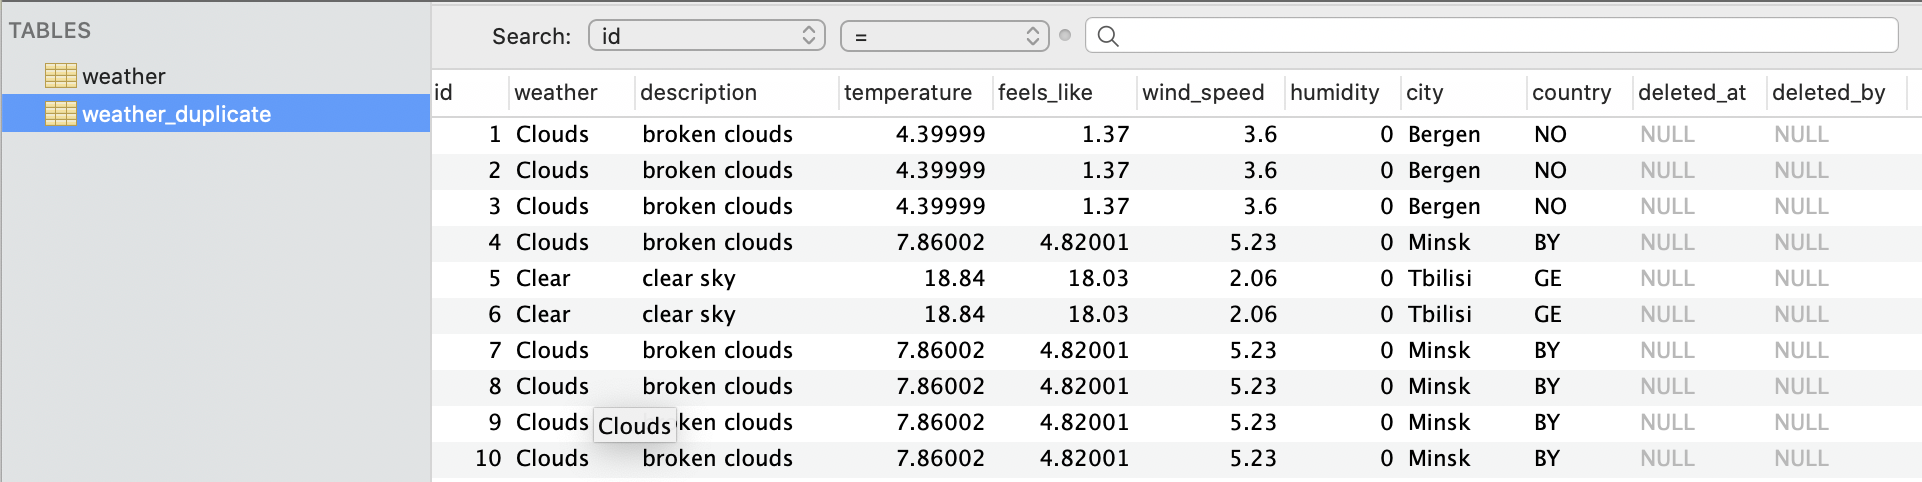 TABLES
weather
weather_duplicate
Search: id =
id weather description temperature feels_like wind_speed humidity city country deleted_at deleted_by
1 Clouds broken clouds 4.39999 1.37 3.6 0 Bergen NO NULL NULL
2 Clouds broken clouds 4.39999 1.37 3.6 0 Bergen NO NULL NULL
3 Clouds broken clouds 4.39999 1.37 3.6 0 Bergen NO NULL NULL
4 Clouds broken clouds 7.86002 4.82001 5.23 0 Minsk BY NULL NULL
5 Clear clear sky 18.84 18.03 2.06 0 Tbilisi GE NULL NULL
6 Clear clear sky 18.84 18.03 2.06 0 Tbilisi GE NULL NULL
7 Clouds broken clouds 7.86002 4.82001 5.23 0 Minsk BY NULL NULL
8 Clouds broken clouds 7.86002 4.82001 5.23 0 Minsk BY NULL NULL
9 Clouds ken clouds 7.86002 4.82001 5.23 0 Minsk BY NULL NULL
Clouds
10 Clouds broken clouds 7.86002 4.82001 5.23 0 Minsk BY NULL NULL